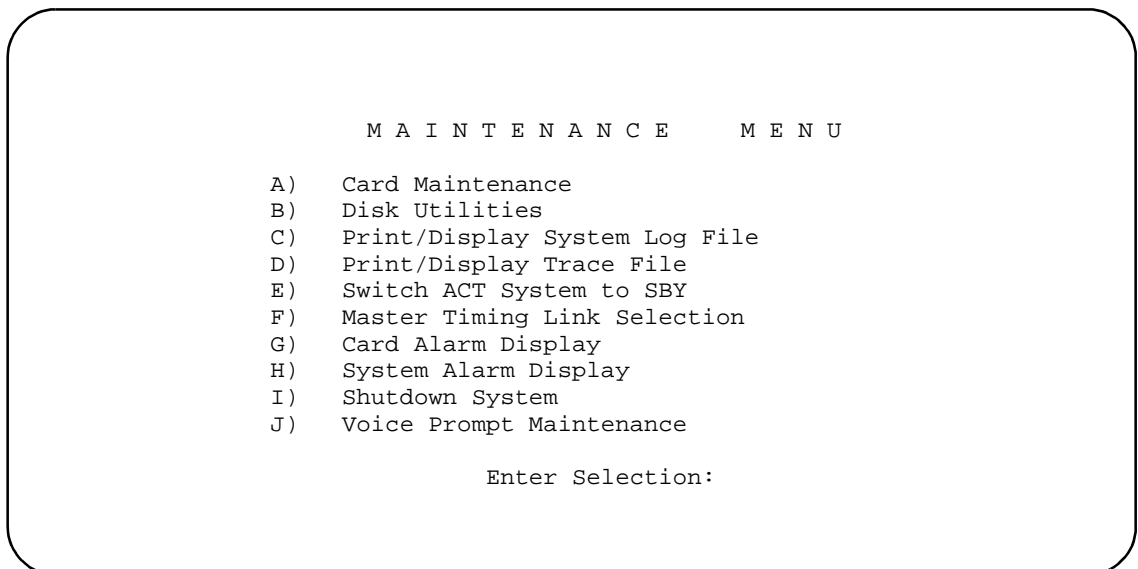 M A I N T E N A N C E   M E N U
A) Card Maintenance
B) Disk Utilities
C) Print/Display System Log File
D) Print/Display Trace File
E) Switch ACT System to SBY
F) Master Timing Link Selection
G) Card Alarm Display
H) System Alarm Display
I) Shutdown System
J) Voice Prompt Maintenance
Enter Selection: